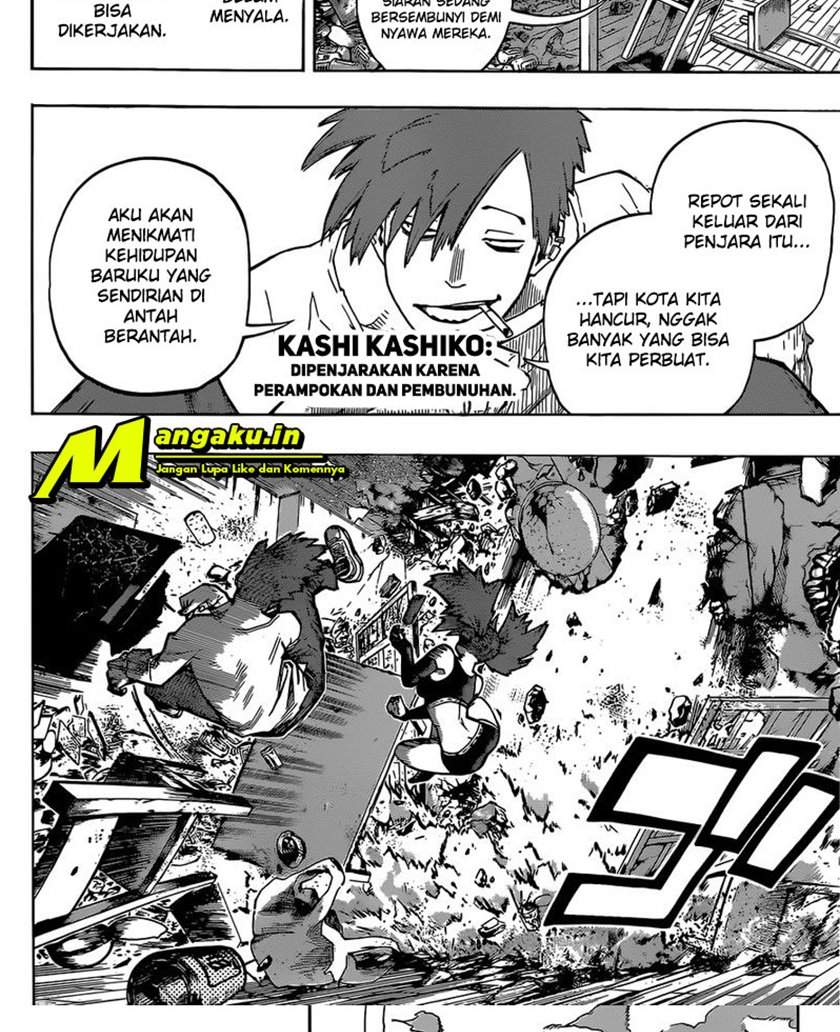 BISA
DIKERJAKAN.
MENYALA.
SIARAN SEDANG
BERSEMBUNYI DEMI
NYAWA MEREKA.
REPOT SEKALI
KELUAR DARI
PENJARA ITU...
...TAPI KOTA KITA
HANCUR, NGGAK
BANYAK YANG BISA
KITA PERBUAT.
AKU AKAN
MENIKMATI
KEHIDUPAN
BARUKU YANG
SENDIRIAN DI
ANTAH
BERANTAH.
KASHI KASHIKO:
DIPENJARAKAN KARENA
PERAMPOKAN DAN PEMBUNUHAN.
Mangaku.in
Jangan Lupa Like dan Komennya